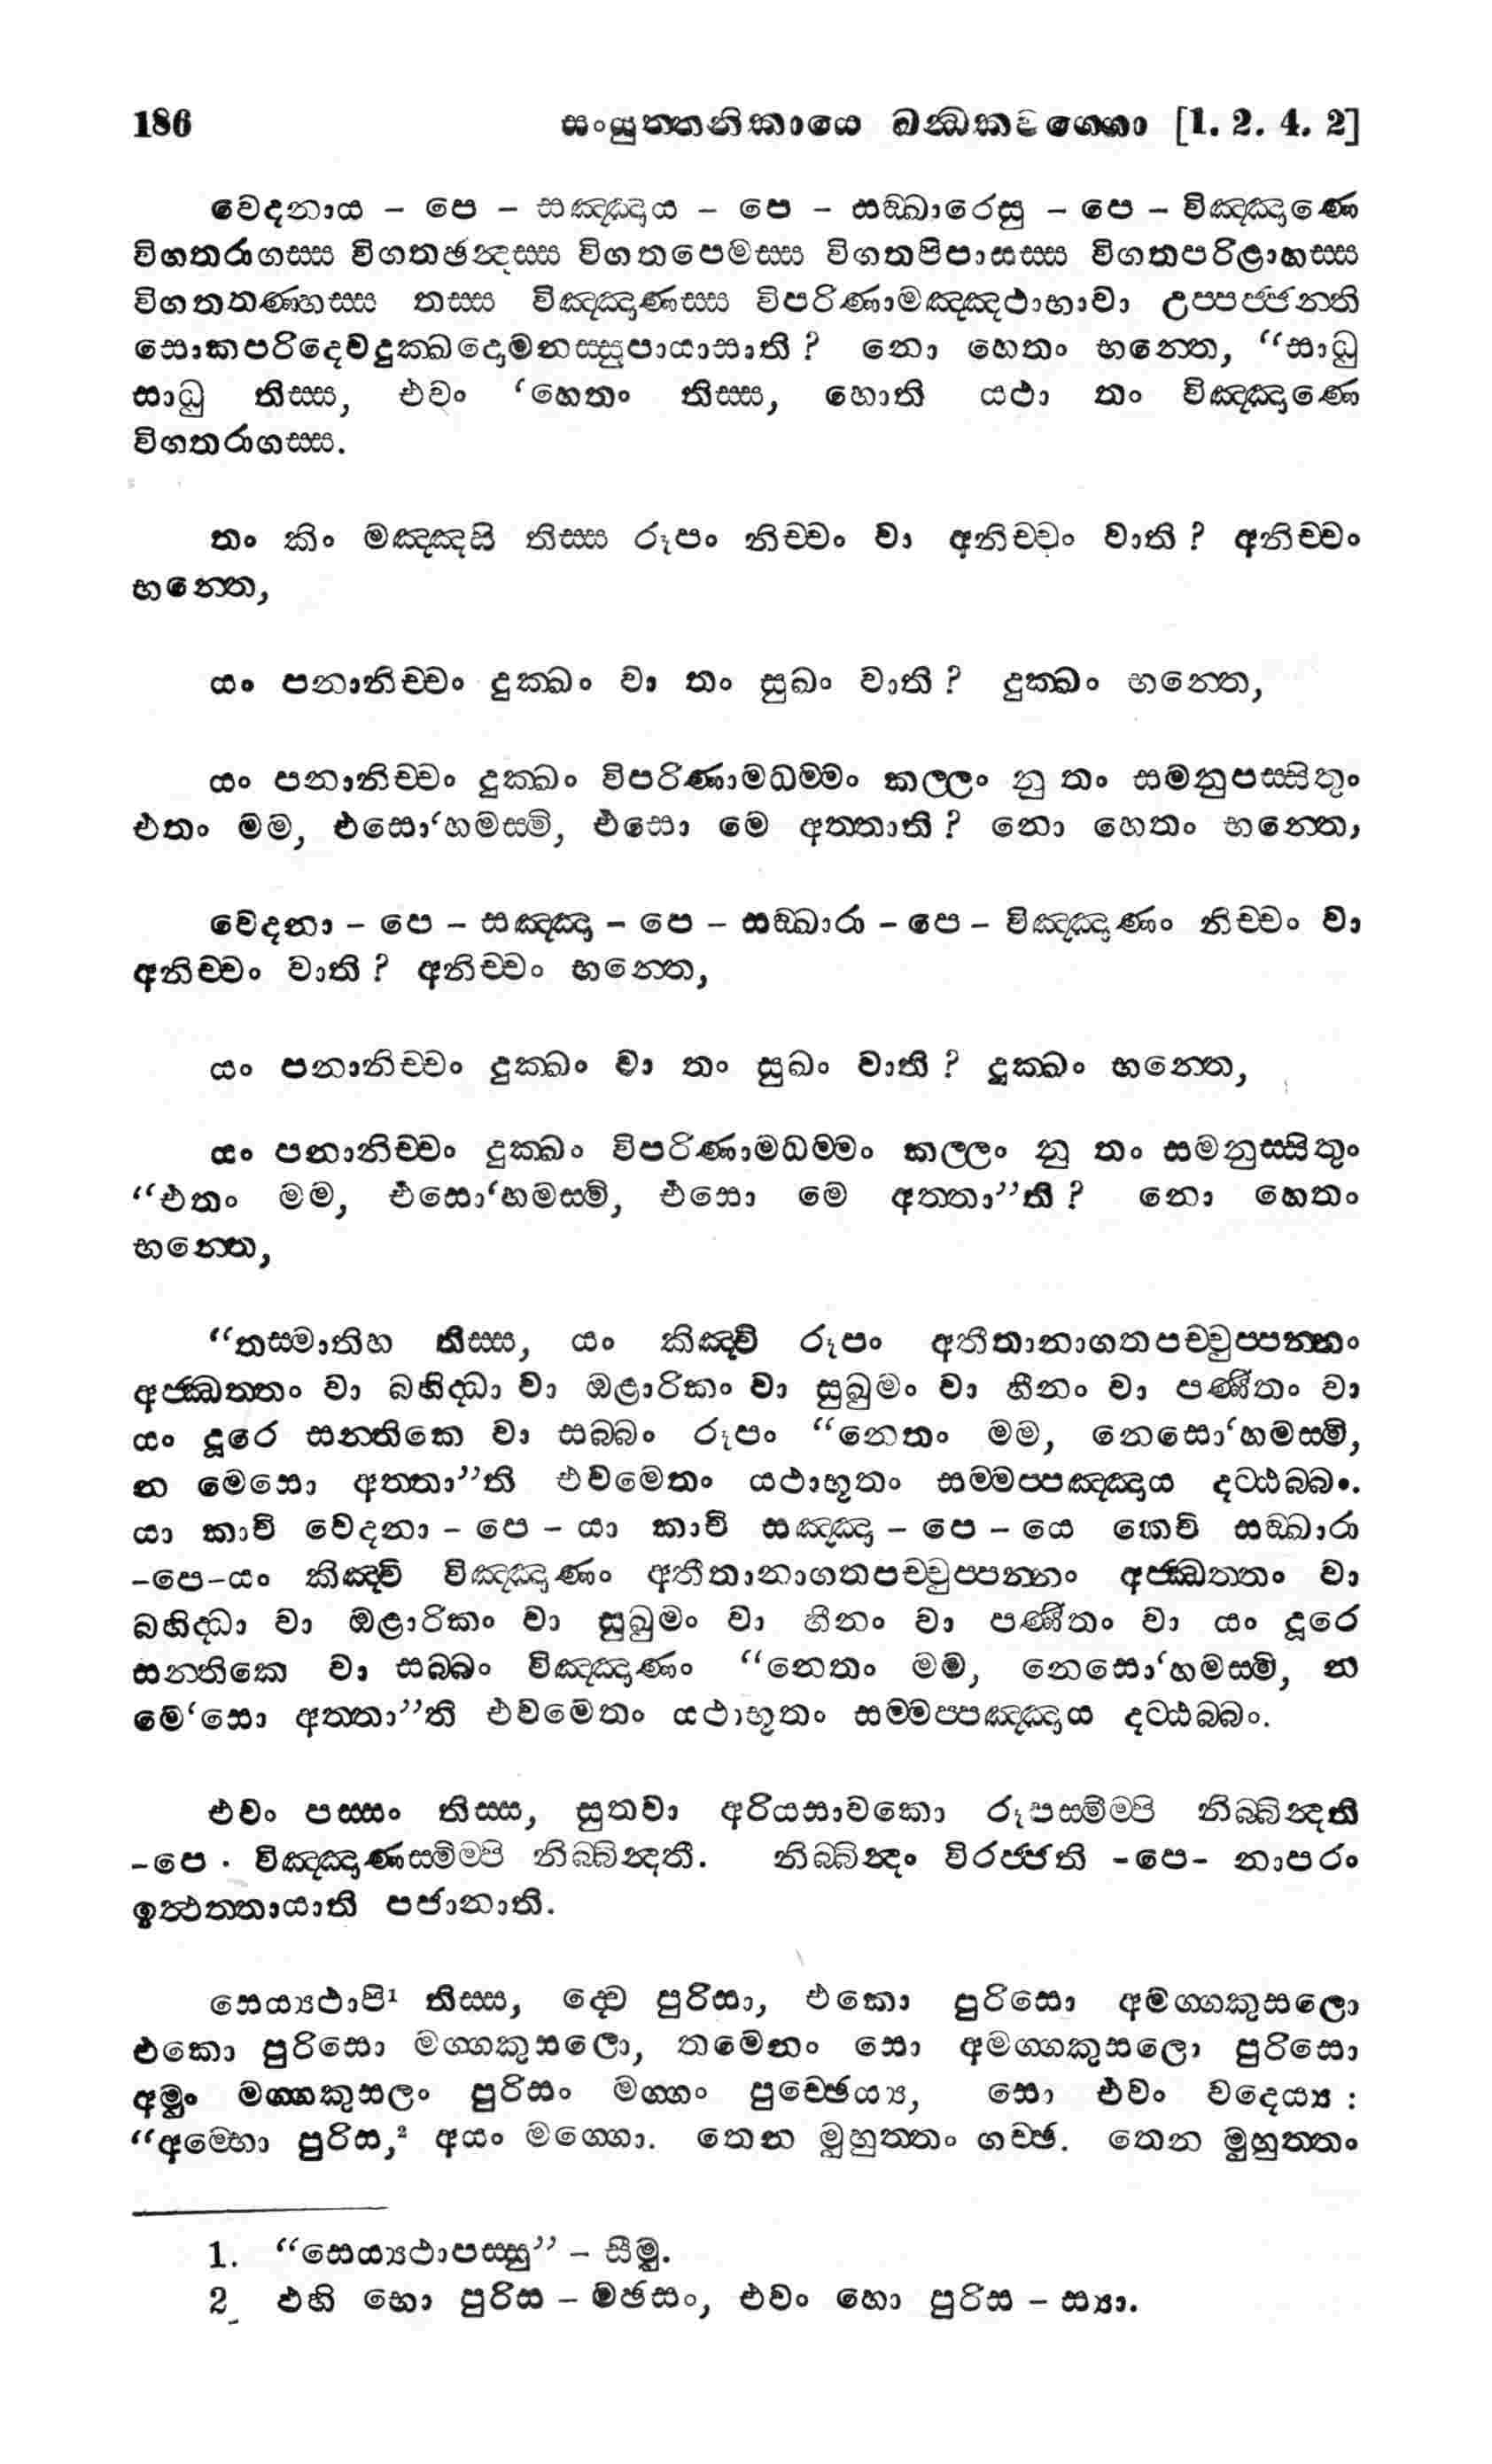 186 සංයුත්තනිකායෙ ඛන්ධකවග්ගො [1. 2. 4. 2]
වෙදනාය – පෙ – සඤ්ඤාය – පෙ – සඞ්ඛාරෙසු – පෙ – විඤ්ඤාණෙ
විගතරාගස්ස විගතඡන්දස්ස විගතපෙමස්ස විගතපිපාසස්ස විගතපරිළාහස්ස
විගතතණ්හස්ස තස්ස විඤ්ඤාණස්ස විපරිණාමඤ්ඤථාභාවා උප්පජ්ජන්ති
සොකපරිදෙවදුක්ඛදොමනස්සුපායාසාති ? නො හෙතං භන්තෙ, “සාධු
සාධු තිස්ස, එවං ‘හෙතං තිස්ස, හොති යථා තං විඤ්ඤාණෙ
විගතරාගස්ස.
තං කිං මඤ්ඤසි තිස්ස රූපං නිච්චං වා අනිච්චං වාති ? අනිච්චං
භන්තෙ,
යං පනානිච්චං දුක්ඛං වා තං සුඛං වාති ? දුක්ඛං භන්තෙ,
යං පනානිච්චං දුක්ඛං විපරිණාමධම්මං කල්ලං නු තං සමනුපස්සිතුං
එතං මම, එසො‘හමස්මි, එසො මෙ අත්තාති ? නො හෙතං භන්තෙ,
වෙදනා – පෙ – සඤ්ඤා – පෙ – සඞ්ඛාරා – පෙ – විඤ්ඤාණං නිච්චං වා
අනිච්චං වාති ? අනිච්චං භන්තෙ,
යං පනානිච්චං දුක්ඛං වා තං සුඛං වාති ? දුක්ඛං භන්තෙ,
යං පනානිච්චං දුක්ඛං විපරිණාමධම්මං කල්ලං නු තං සමනුස්සිතුං
“එතං මම, එසො‘හමස්මි, එසො මෙ අත්තා”ති ? නො හෙතං
භන්තෙ,
“තස්මාතිහ තිස්ස, යං කිඤ්චි රූපං අතීතානාගතපච්චුප්පන්නං
අජ්ඣත්තං වා බහිද්ධා වා ඔළාරිකං වා සුඛුමං වා හීනං වා පණීතං වා
යං දූරෙ සන්තිකෙ වා සබ්බං රූපං “නෙතං මම, නෙසො‘හමස්මි,
න මෙසො අත්තා”ති එවමෙතං යථාභූතං සම්මප්පඤ්ඤාය දට්ඨබ්බං.
යා කාචි වෙදනා – පෙ – යා කාචි සඤ්ඤා – පෙ – යෙ කෙචි සඞ්ඛාරා
–පෙ–යං කිඤ්චි විඤ්ඤාණං අතීතානාගතපච්චුප්පන්නං අජ්ඣත්තං වා
බහිද්ධා වා ඔළාරිකං වා සුඛුමං වා හීනං වා පණීතං වා යං දූරෙ
සන්තිකෙ වා සබ්බං විඤ්ඤාණං “නෙතං මම, නෙසො‘හමස්මි, න
මෙ‘සො අත්තා”ති එවමෙතං යථාභූතං සම්මප්පඤ්ඤාය දට්ඨබ්බං.
එවං පස්සං තිස්ස, සුතවා අරියසාවකො රූපස්මිම්පි නිබ්බින්දති
–පෙ · විඤ්ඤාණස්මිම්පි නිබ්බින්දතී. නිබ්බින්දං විරජ්ජති -පෙ- නාපරං
ඉත්ථත්තායාති පජානාති.
සෙය්‍යථාපි¹ තිස්ස, ද්වෙ පුරිසා, එකො පුරිසො අමග්ගකුසලො
එකො පුරිසො මග්ගකුසලො, තමෙනං සො අමග්ගකුසලො පුරිසො
අමුං මග්ගකුසලං පුරිසං මග්ගං පුච්ඡෙය්‍ය, සො එවං වදෙය්‍ය :
“අම්භො පුරිස,² අයං මග්ගො. තෙන මුහුත්තං ගච්ඡ. තෙන මුහුත්තං
1. “සෙය්‍යථාපස්සු” – සීමු.
2 එහි භො පුරිස – මඡසං, එවං හො පුරිස – ස්‍යා.